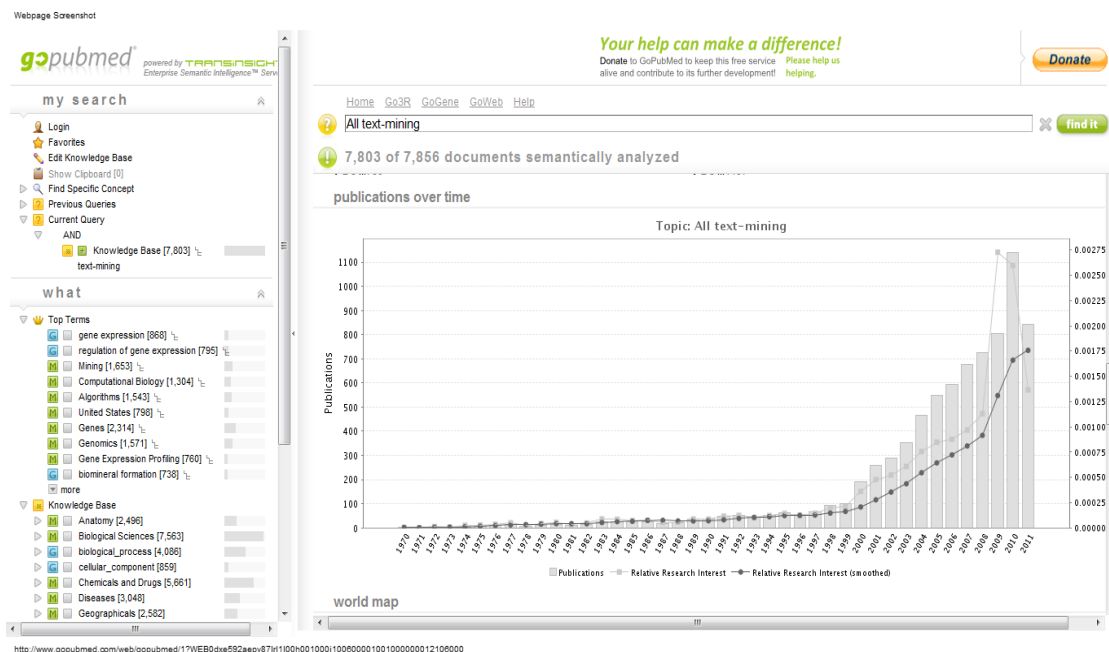 Webpage Screenshot
gopubmed®
powered by TRANSINSIGHT
Enterprise Semantic Intelligence™ Serv
Your help can make a difference!
Donate to GoPubMed to keep this free service
alive and contribute to its further development!
Please help us
helping.
Donate
my search
Login
Favorites
Edit Knowledge Base
Show Clipboard [0]
Find Specific Concept
Previous Queries
Current Query
AND
Knowledge Base [7,803]
text-mining
what
Top Terms
gene expression [868]
regulation of gene expression [795]
Mining [1,653]
Computational Biology [1,304]
Algorithms [1,543]
United States [798]
Genes [2,314]
Genomics [1,571]
Gene Expression Profiling [760]
biomineral formation [738]
more
Knowledge Base
Anatomy [2,496]
Biological Sciences [7,563]
biological_process [4,086]
cellular_component [859]
Chemicals and Drugs [5,661]
Diseases [3,048]
Geographicals [2,582]
Home Go3R GoGene GoWeb Help
All text-mining
find it
7,803 of 7,856 documents semantically analyzed
publications over time
Topic: All text-mining
Publications
1100
1000
900
800
700
600
500
400
300
200
100
0
0.00275
0.00250
0.00225
0.00200
0.00175
0.00150
0.00125
0.00100
0.00075
0.00050
0.00025
0.00000
1970 1971 1972 1973 1974 1975 1976 1977 1978 1979 1980 1981 1982 1983 1984 1985 1986 1987 1988 1989 1990 1991 1992 1993 1994 1995 1996 1997 1998 1999 2000 2001 2002 2003 2004 2005 2006 2007 2008 2009 2010 2011
Publications Relative Research Interest Relative Research Interest (smoothed)
world map